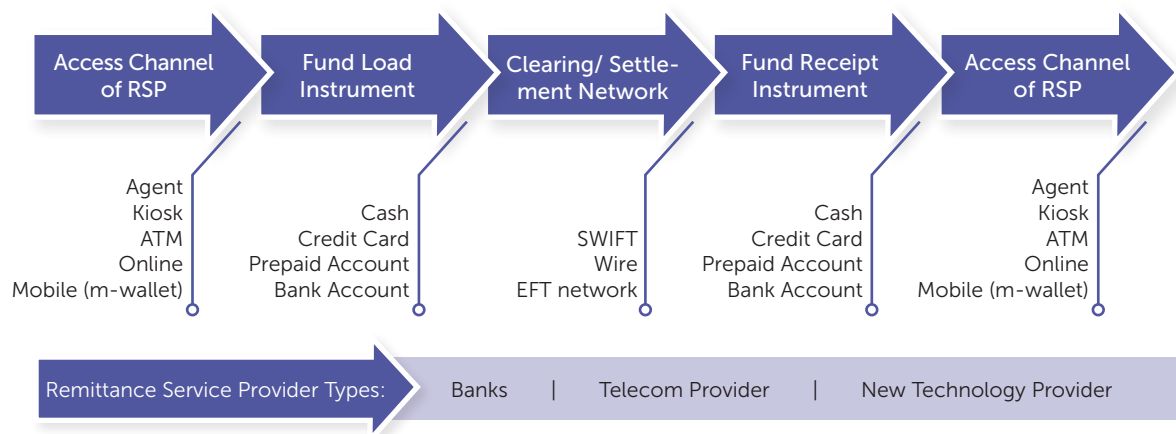 Access Channel
of RSP
Fund Load
Instrument
Clearing/ Settle-
ment Network
Fund Receipt
Instrument
Access Channel
of RSP
Agent
Kiosk
ATM
Online
Mobile (m-wallet)
Cash
Credit Card
Prepaid Account
Bank Account
SWIFT
Wire
EFT network
Cash
Credit Card
Prepaid Account
Bank Account
Agent
Kiosk
ATM
Online
Mobile (m-wallet)
Remittance Service Provider Types: Banks | Telecom Provider | New Technology Provider